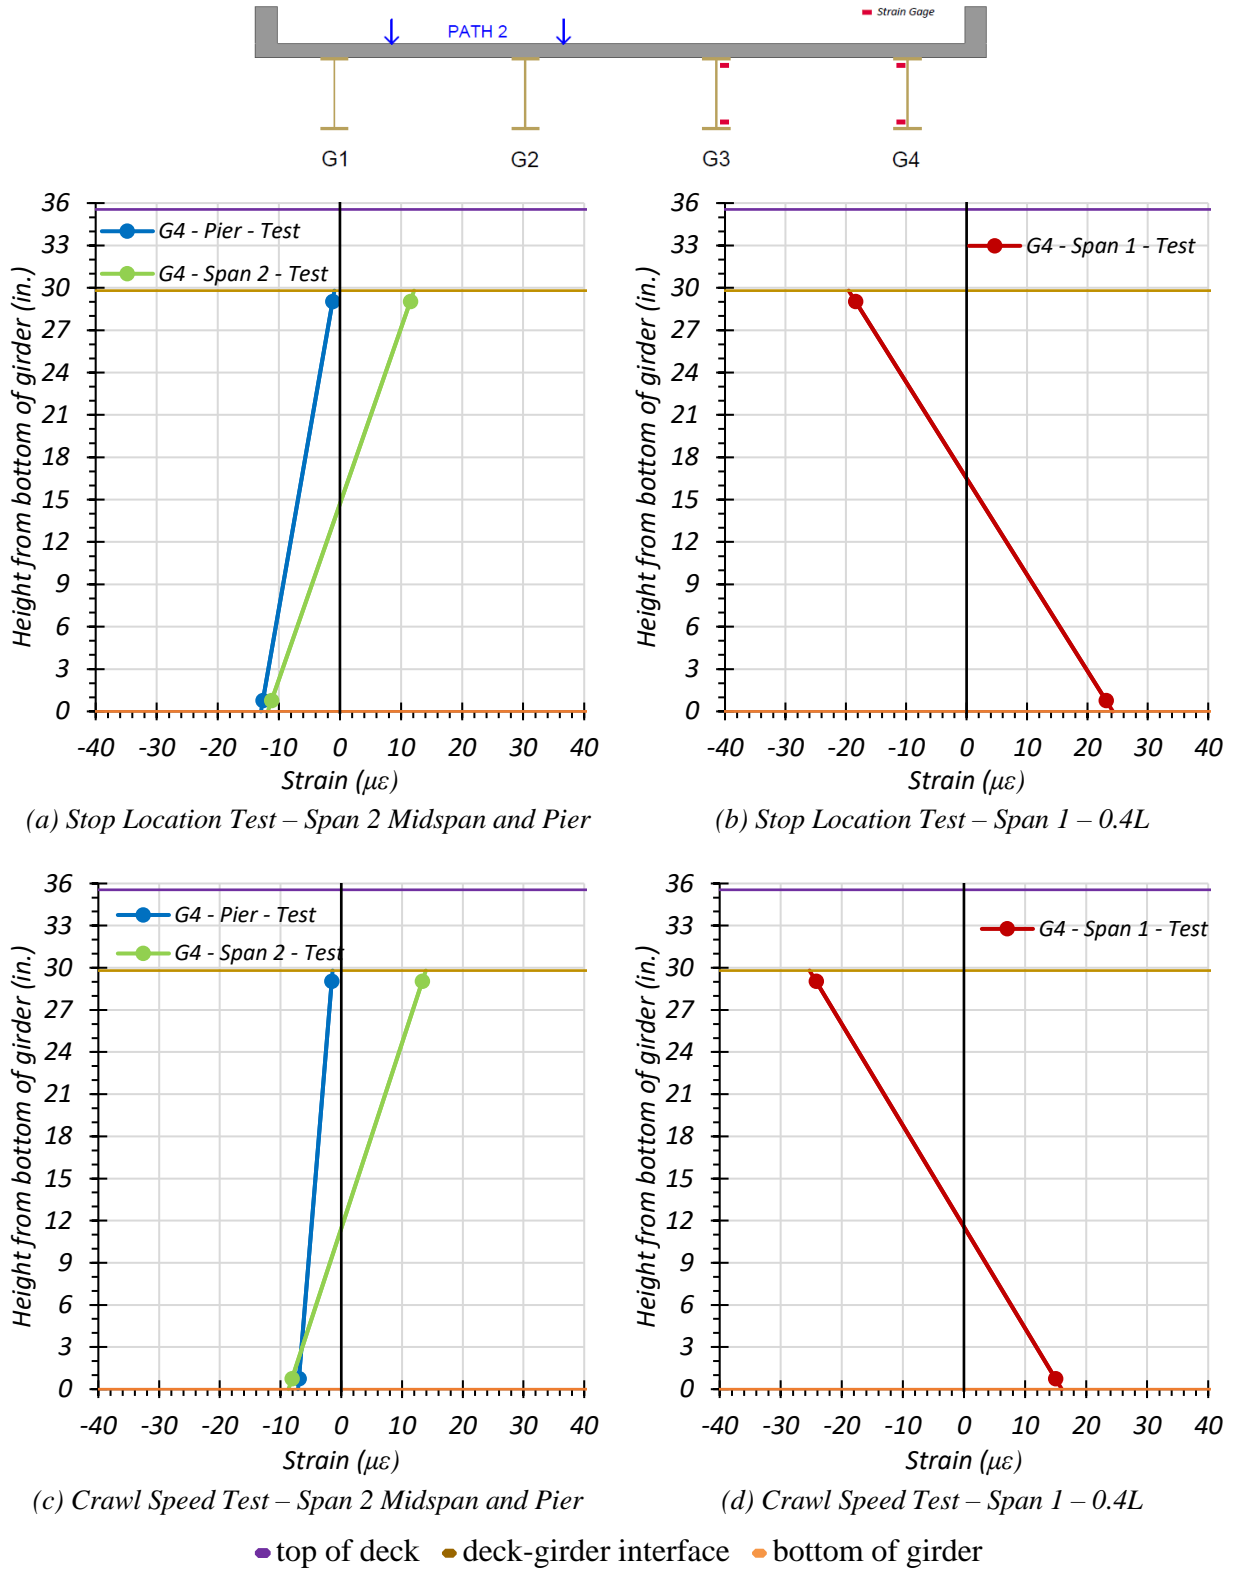 Strain Gage
PATH 2
G1
G2
G3
G4
Height from bottom of girder (in.)
36
33
30
27
24
21
18
15
12
9
6
3
0
G4 - Pier - Test
G4 - Span 2 - Test
-40 -30 -20 -10 0 10 20 30 40
Strain (με)
(a) Stop Location Test – Span 2 Midspan and Pier
Height from bottom of girder (in.)
36
33
30
27
24
21
18
15
12
9
6
3
0
G4 - Span 1 - Test
-40 -30 -20 -10 0 10 20 30 40
Strain (με)
(b) Stop Location Test – Span 1 – 0.4L
Height from bottom of girder (in.)
36
33
30
27
24
21
18
15
12
9
6
3
0
G4 - Pier - Test
G4 - Span 2 - Test
-40 -30 -20 -10 0 10 20 30 40
Strain (με)
(c) Crawl Speed Test – Span 2 Midspan and Pier
Height from bottom of girder (in.)
36
33
30
27
24
21
18
15
12
9
6
3
0
G4 - Span 1 - Test
-40 -30 -20 -10 0 10 20 30 40
Strain (με)
(d) Crawl Speed Test – Span 1 – 0.4L
top of deck deck-girder interface bottom of girder